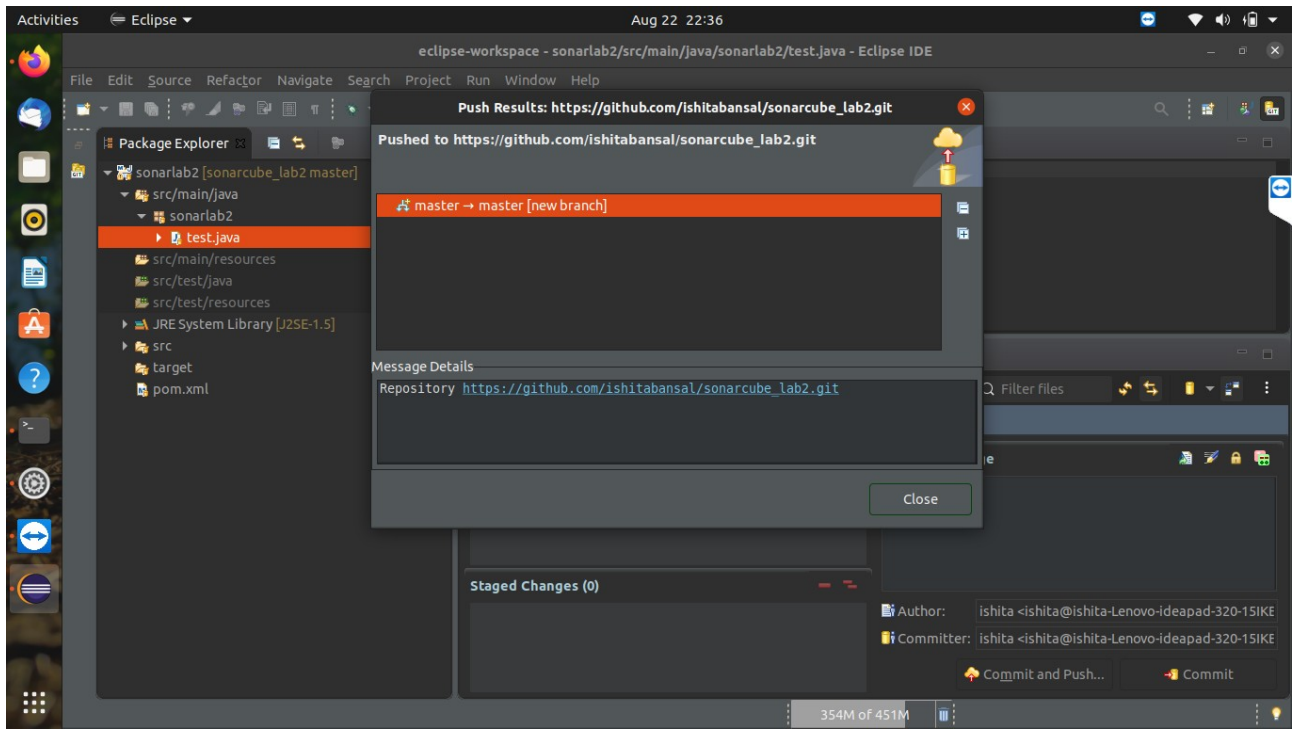 Activities Eclipse Aug 22 22:36
eclipse-workspace - sonarlab2/src/main/java/sonarlab2/test.java - Eclipse IDE
File Edit Source Refactor Navigate Search Project Run Window Help
Push Results: https://github.com/ishitabansal/sonarcube_lab2.git
Package Explorer
Pushed to https://github.com/ishitabansal/sonarcube_lab2.git
sonarlab2 [sonarcube_lab2 master]
src/main/java
master → master [new branch]
sonarlab2
test.java
src/main/resources
src/test/java
src/test/resources
JRE System Library [J2SE-1.5]
src
target
pom.xml
Message Details
Repository https://github.com/ishitabansal/sonarcube_lab2.git
Filter files
Close
Staged Changes (0)
Author: ishita <ishita@ishita-Lenovo-ideapad-320-15IKB
Committer: ishita <ishita@ishita-Lenovo-ideapad-320-15IKB
Commit and Push... Commit
354M of 451M